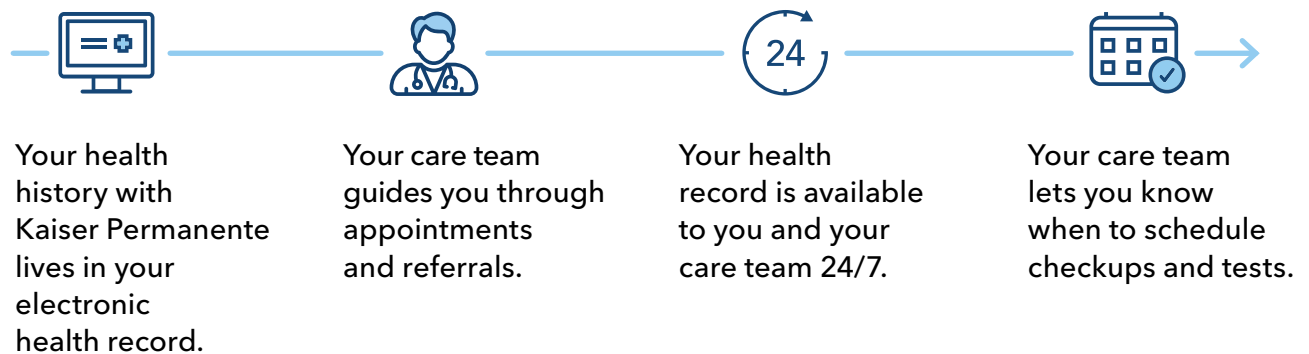 24
Your health
history with
Kaiser Permanente
lives in your
electronic
health record.
Your care team
guides you through
appointments
and referrals.
Your health
record is available
to you and your
care team 24/7.
Your care team
lets you know
when to schedule
checkups and tests.